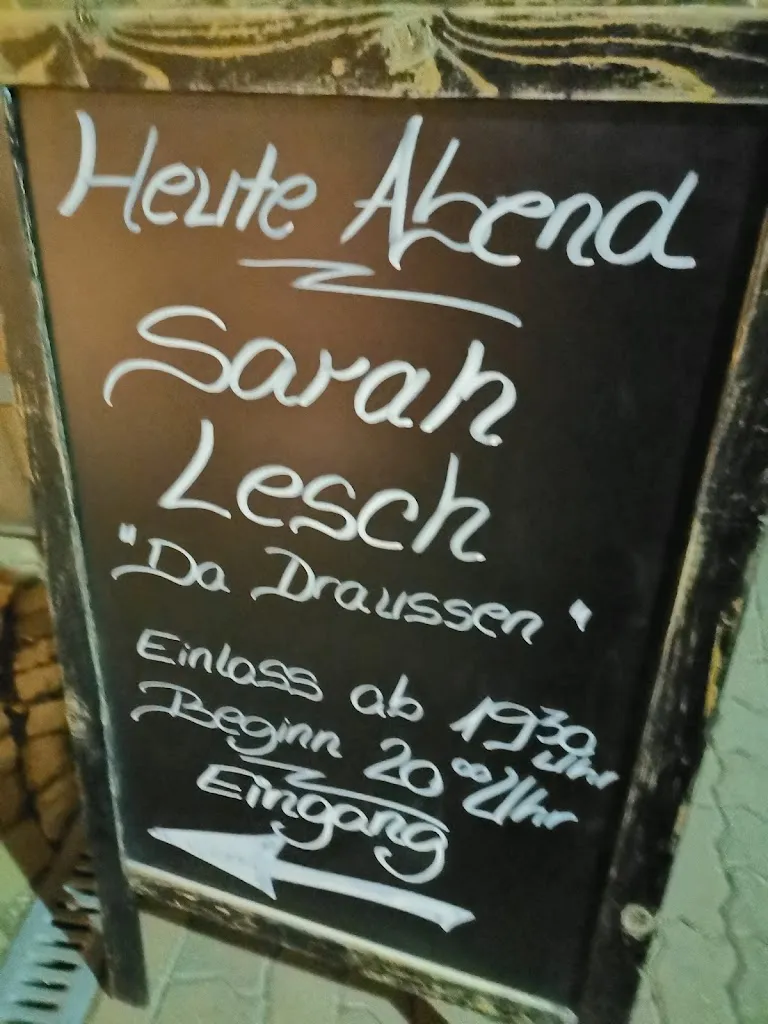 Heute Abend
Sarah
Lesch
"Da Draussen"
Einlass ab 19³⁰ Uhr
Beginn 20⁰⁰ Uhr
Eingang